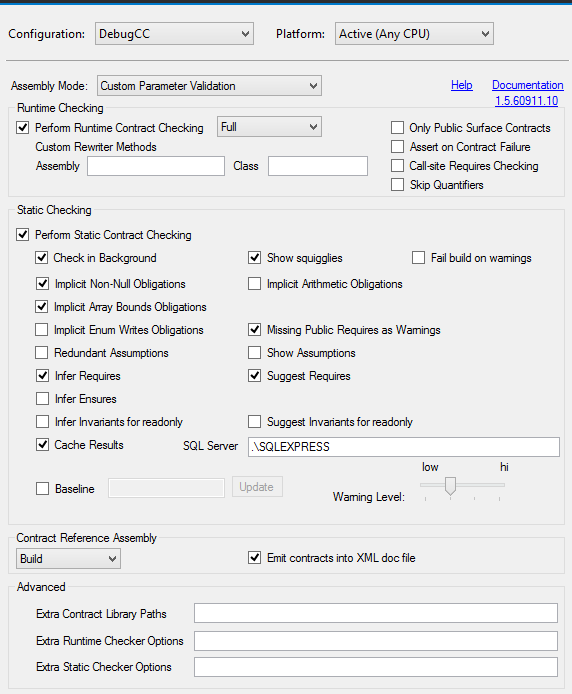 Configuration: DebugCC Platform: Active (Any CPU)
Assembly Mode: Custom Parameter Validation Help Documentation
1.5.60911.10
Runtime Checking
Perform Runtime Contract Checking Full Only Public Surface Contracts
Custom Rewriter Methods Assert on Contract Failure
Assembly Class Call-site Requires Checking
Skip Quantifiers
Static Checking
Perform Static Contract Checking
Check in Background Show squigglies Fail build on warnings
Implicit Non-Null Obligations Implicit Arithmetic Obligations
Implicit Array Bounds Obligations
Implicit Enum Writes Obligations Missing Public Requires as Warnings
Redundant Assumptions Show Assumptions
Infer Requires Suggest Requires
Infer Ensures
Infer Invariants for readonly Suggest Invariants for readonly
Cache Results SQL Server .\SQLEXPRESS
low hi
Baseline Update Warning Level:
Contract Reference Assembly
Build Emit contracts into XML doc file
Advanced
Extra Contract Library Paths
Extra Runtime Checker Options
Extra Static Checker Options